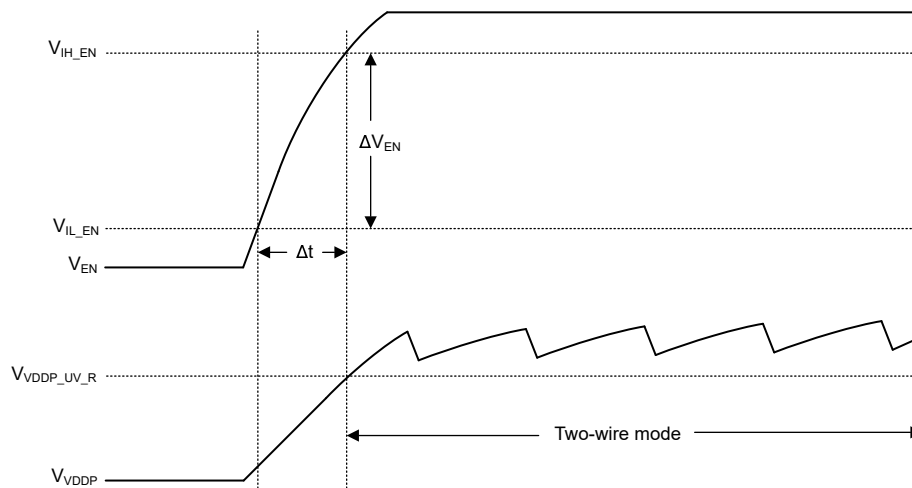 VIH_EN
ΔVEN
VIL_EN
Δt
VEN
VVDDP_UV_R
Two-wire mode
VVDDP